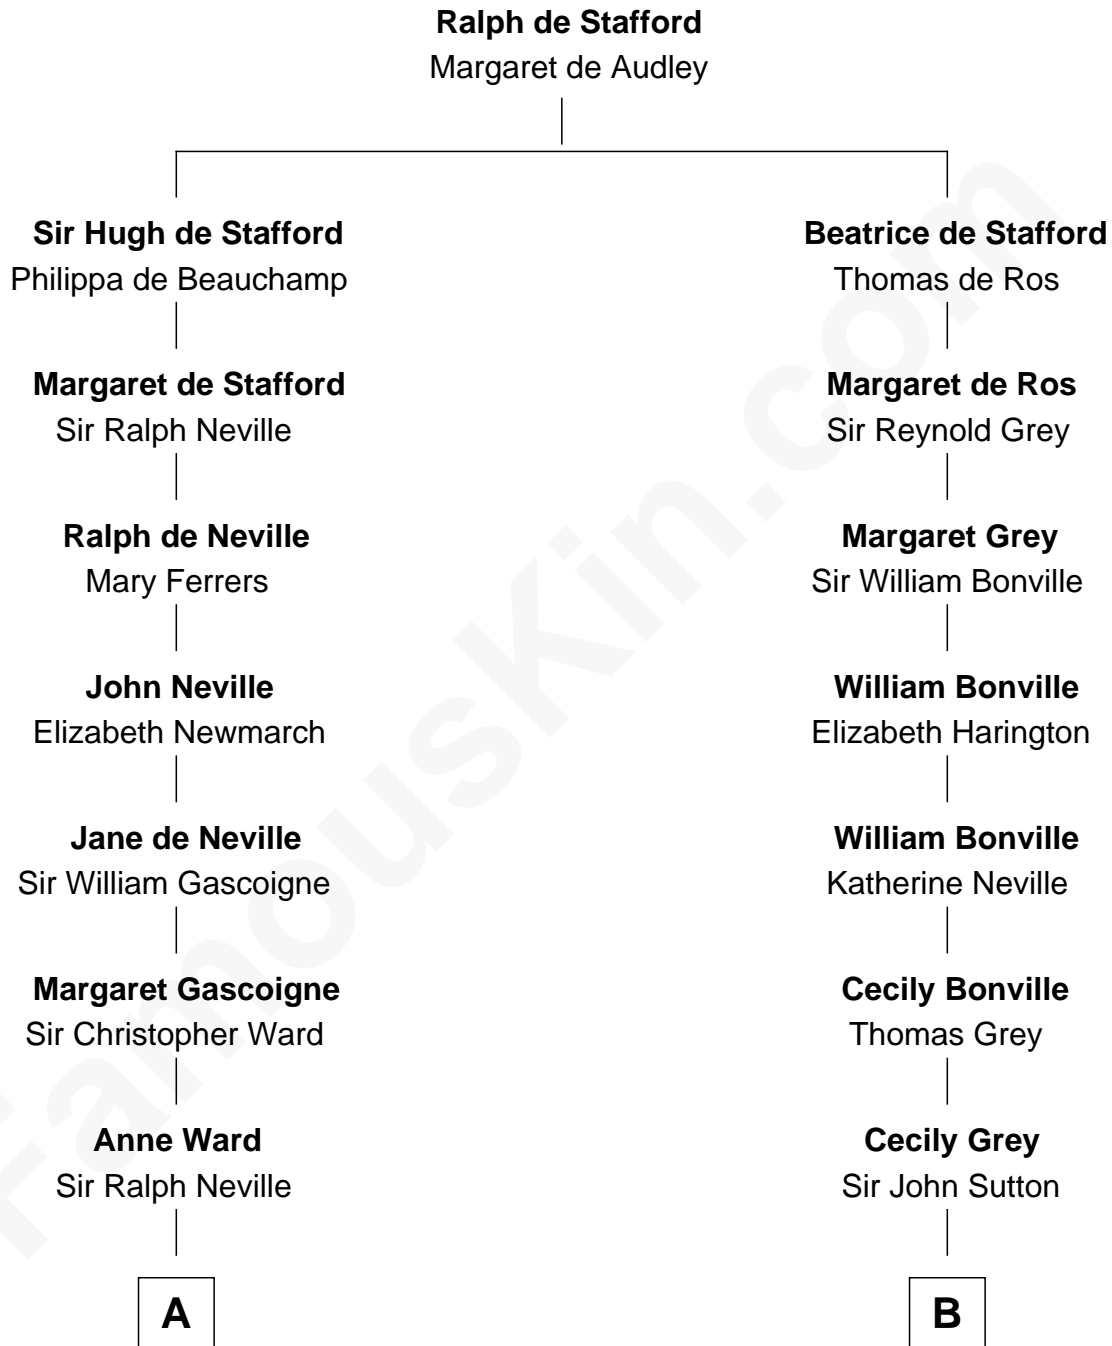 Ralph de Stafford
Margaret de Audley
Sir Hugh de Stafford
Philippa de Beauchamp
Margaret de Stafford
Sir Ralph Neville
Ralph de Neville
Mary Ferrers
John Neville
Elizabeth Newmarch
Jane de Neville
Sir William Gascoigne
Margaret Gascoigne
Sir Christopher Ward
Anne Ward
Sir Ralph Neville
A
Beatrice de Stafford
Thomas de Ros
Margaret de Ros
Sir Reynold Grey
Margaret Grey
Sir William Bonville
William Bonville
Elizabeth Harington
William Bonville
Katherine Neville
Cecily Bonville
Thomas Grey
Cecily Grey
Sir John Sutton
B
FamousKin.com